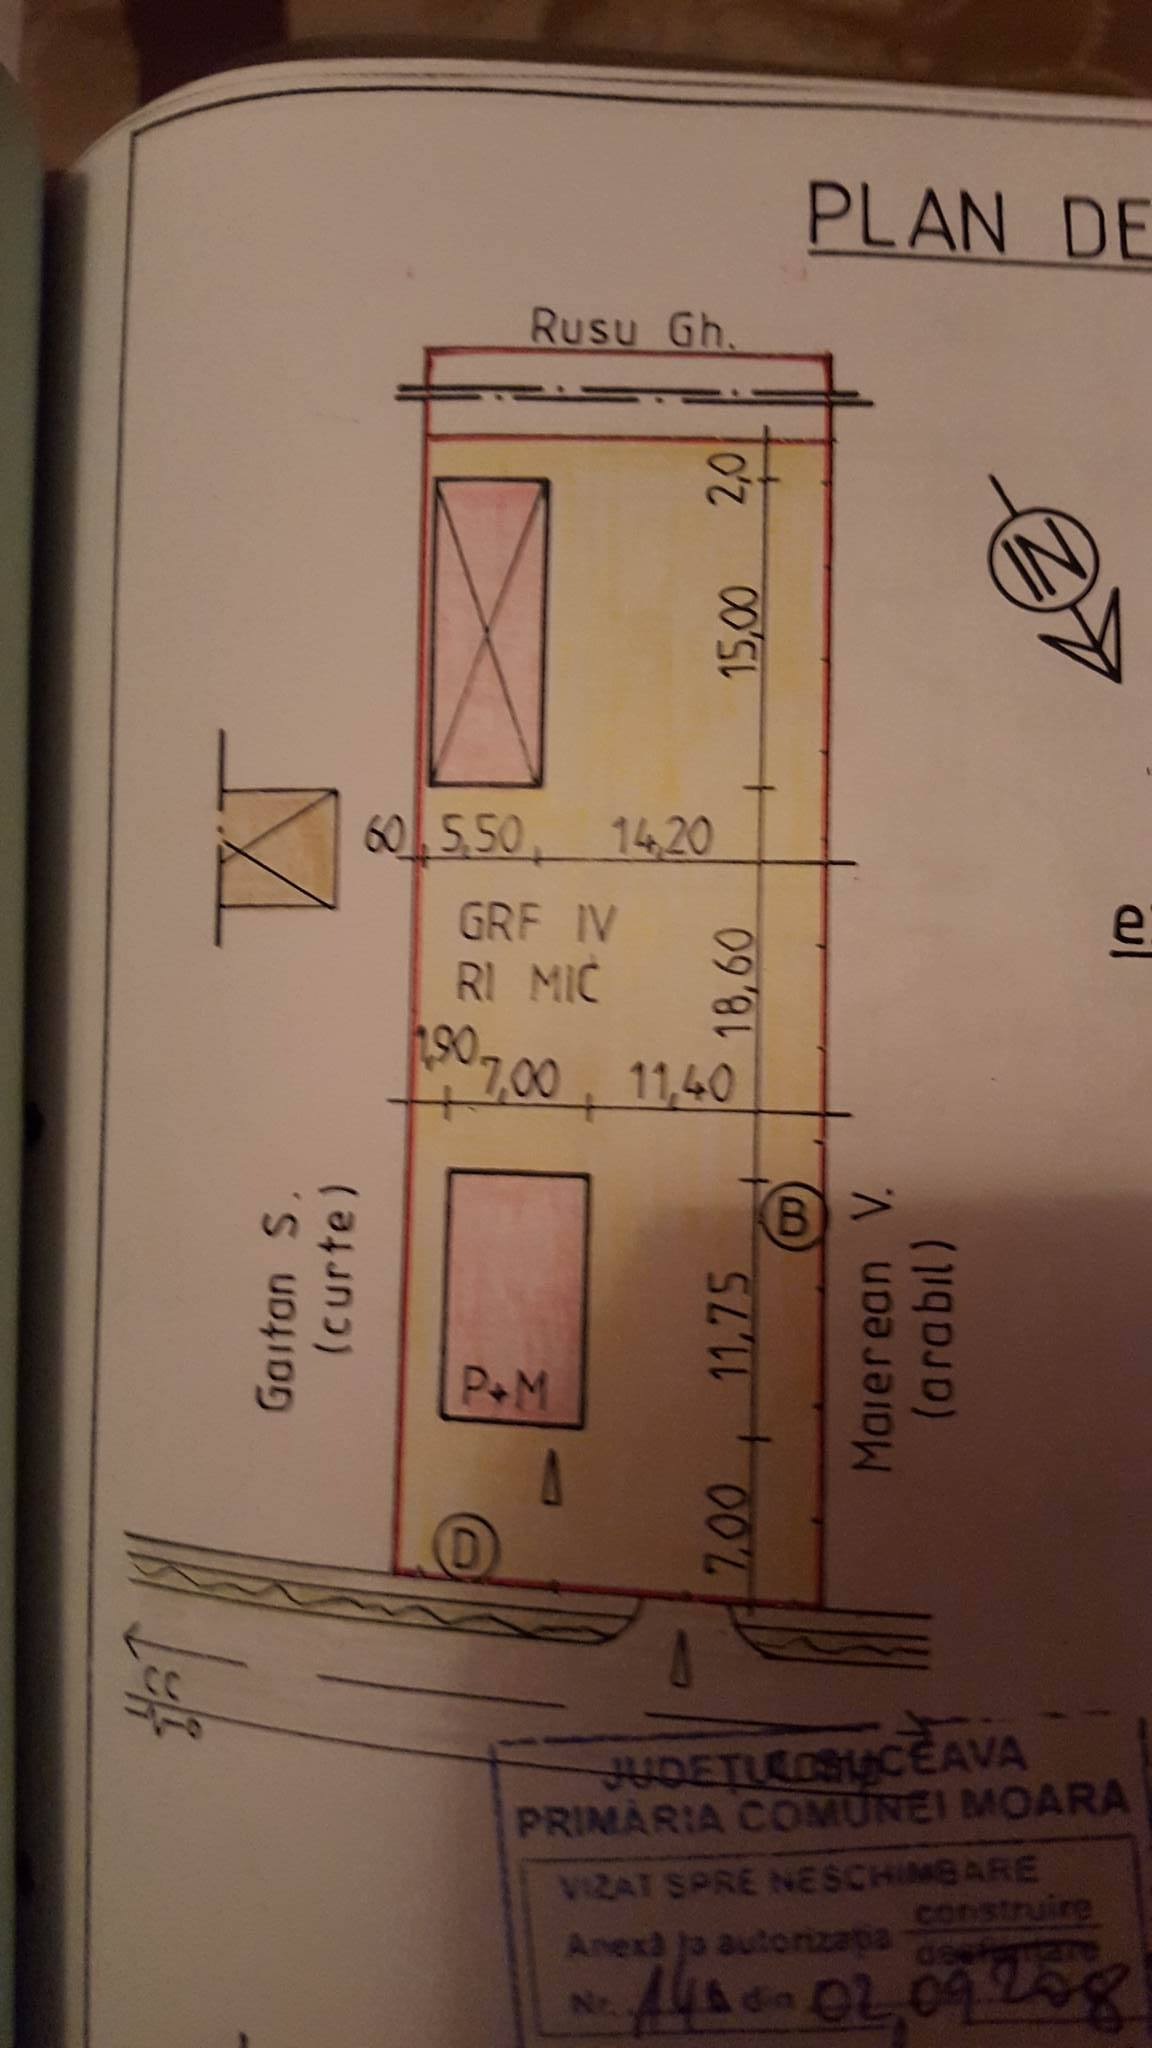 PLAN DE
Rusu Gh.
2,0
15,00
IN
60 5,50 14,20
GRF IV
RI MIC
18,60
1,90 7,00 11,40
B
Gaitan S.
(curte)
Maierean V.
(arabil)
11,75
P+M
7,00
D
CC
JUDEȚUL SUCEAVA
PRIMĂRIA COMUNEI MOARA
VIZAT SPRE NESCHIMBARE
Anexă la autorizația construire
desființare
Nr. din 02 09 2008